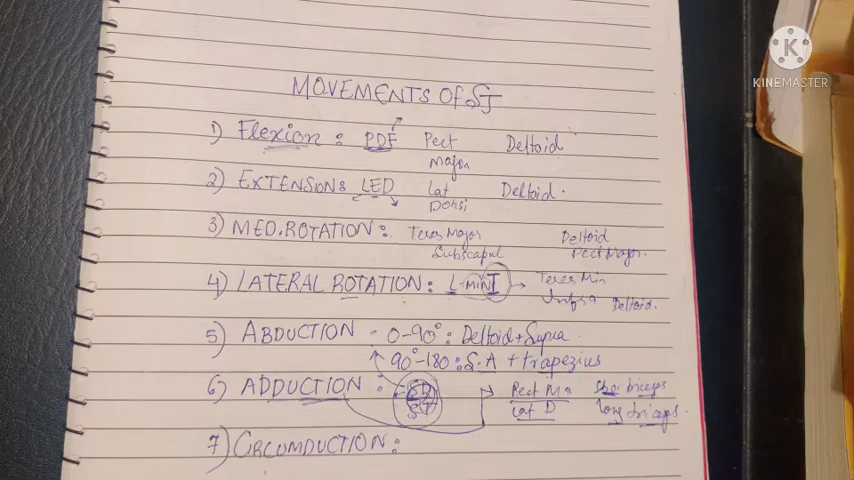 MOVEMENTS Of SJ
1) Flexion : PDF Pect Deltoid
Major
2) EXTENSION: LED Lat Deltoid.
Dorsi
3) MED.ROTATION: Teres Major Deltoid
Subscapul Pect Major.
4) LATERAL ROTATION: L-MINI Teres Min
Infra Deltoid.
5) ABDUCTION - 0-90°: Deltoid+Supra
90°-180: S.A + trapezius
6) ADDUCTION : Pect Ma biceps
Lat D long triceps.
7) CIRCUMDUCTION:
KINEMASTER